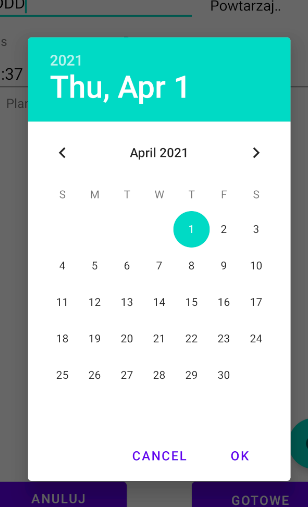 DDD
Powtarzaj..
s
:37
2021
Thu, Apr 1
Plan
April 2021
S M T W T F S
1 2 3
4 5 6 7 8 9 10
11 12 13 14 15 16 17
18 19 20 21 22 23 24
25 26 27 28 29 30
CANCEL OK
ANULUJ GOTOWE